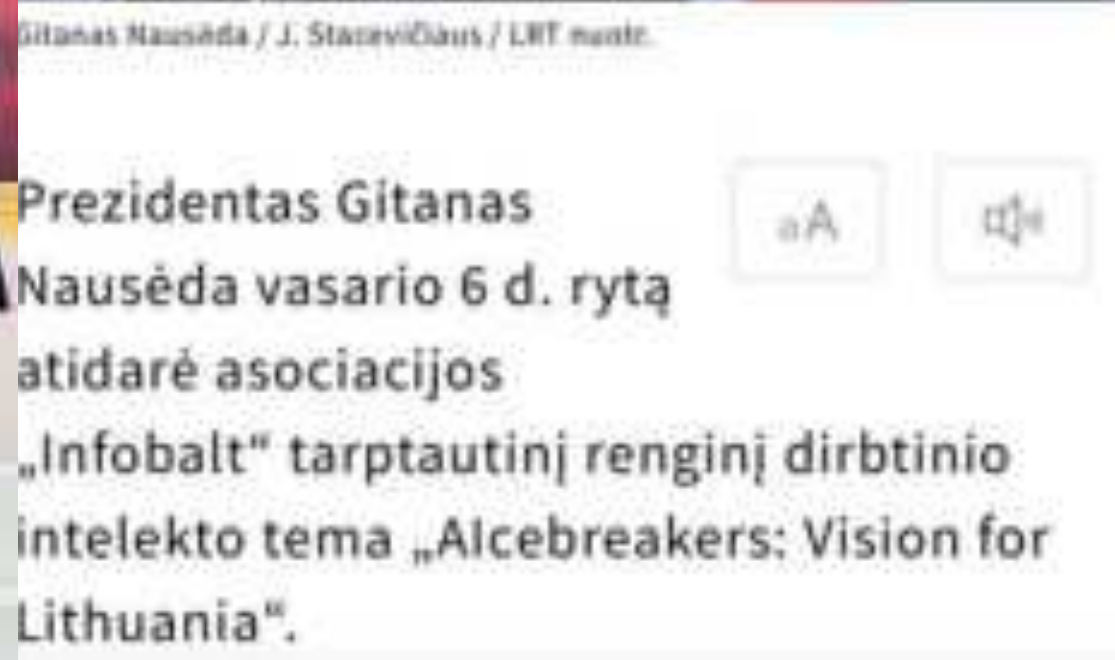 Gitanas Nausėda / J. Stacevičiaus / LRT nuotr.
Prezidentas Gitanas
Nausėda vasario 6 d. rytą
atidarė asociacijos
„Infobalt“ tarptautinį renginį dirbtinio
intelekto tema „AIcebreakers: Vision for
Lithuania“.
aA